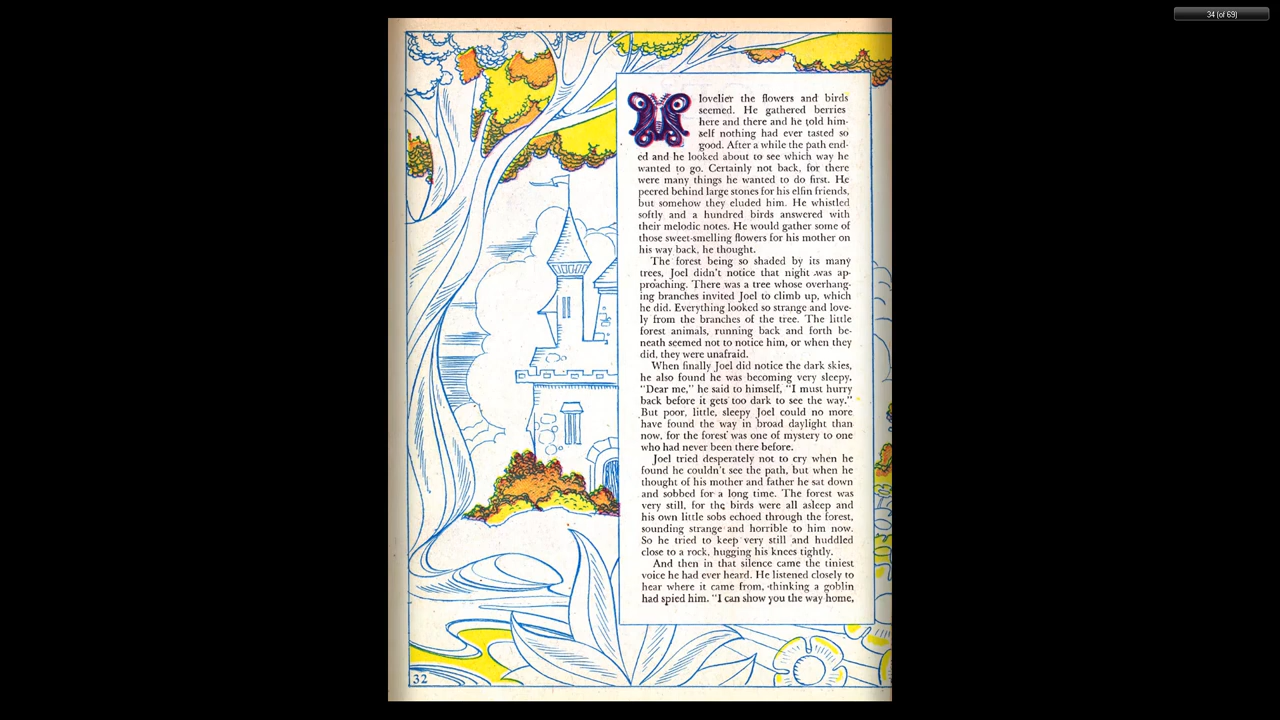 34 (of 69)
lovelier the flowers and birds
seemed. He gathered berries
here and there and he told him-
self nothing had ever tasted so
good. After a while the path end-
ed and he looked about to see which way he
wanted to go. Certainly not back, for there
were many things he wanted to do first. He
peered behind large stones for his elfin friends,
but somehow they eluded him. He whistled
softly and a hundred birds answered with
their melodic notes. He would gather some of
those sweet-smelling flowers for his mother on
his way back, he thought.
The forest being so shaded by its many
trees, Joel didn't notice that night was ap-
proaching. There was a tree whose overhang-
ing branches invited Joel to climb up, which
he did. Everything looked so strange and love-
ly from the branches of the tree. The little
forest animals, running back and forth be-
neath seemed not to notice him, or when they
did, they were unafraid.
When finally Joel did notice the dark skies,
he also found he was becoming very sleepy.
"Dear me," he said to himself, "I must hurry
back before it gets too dark to see the way."
But poor, little, sleepy Joel could no more
have found the way in broad daylight than
now, for the forest was one of mystery to one
who had never been there before.
Joel tried desperately not to cry when he
found he couldn't see the path, but when he
thought of his mother and father he sat down
and sobbed for a long time. The forest was
very still, for the birds were all asleep and
his own little sobs echoed through the forest,
sounding strange and horrible to him now.
So he tried to keep very still and huddled
close to a rock, hugging his knees tightly.
And then in that silence came the tiniest
voice he had ever heard. He listened closely to
hear where it came from, thinking a goblin
had spied him. "I can show you the way home,
32